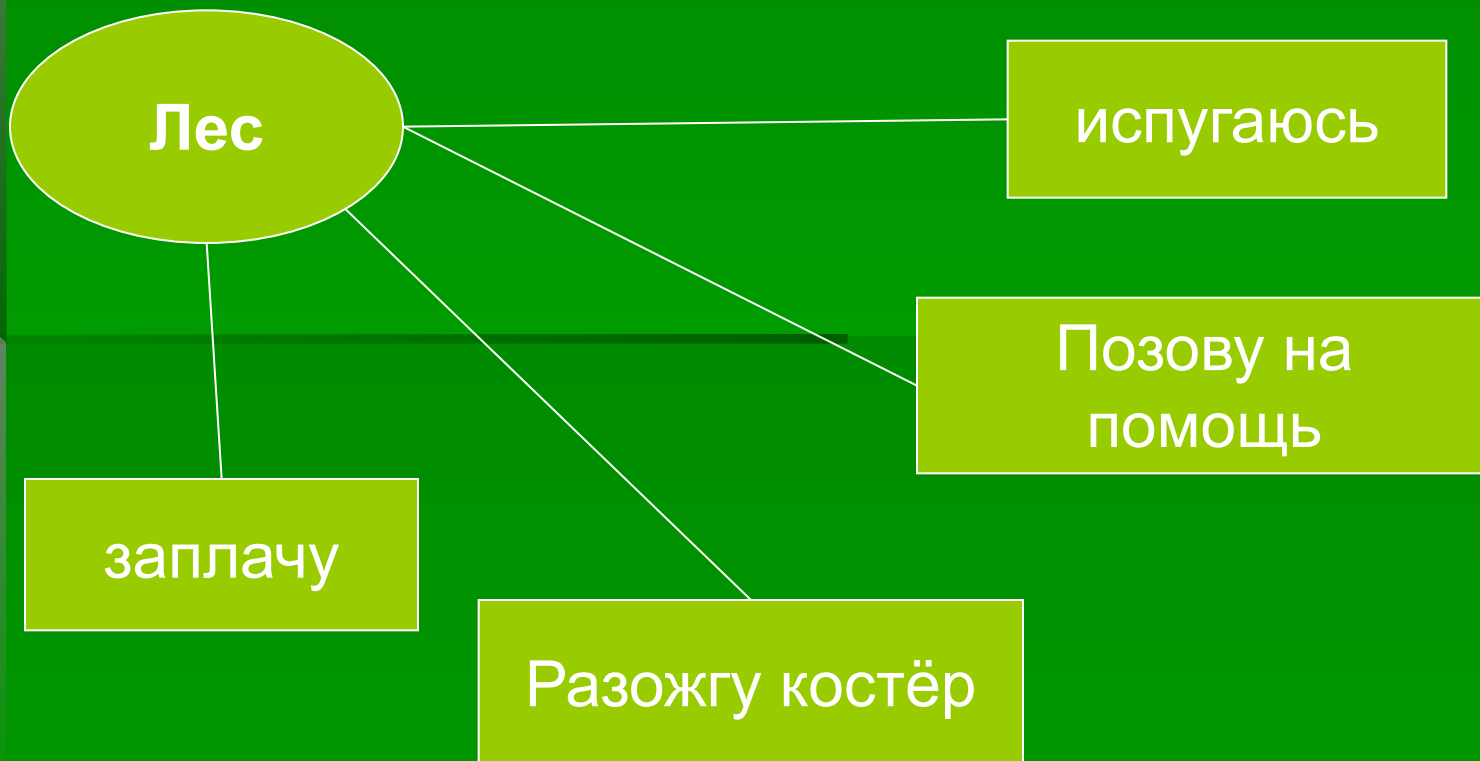 Лес
испугаюсь
Позову на
помощь
заплачу
Разожгу костёр